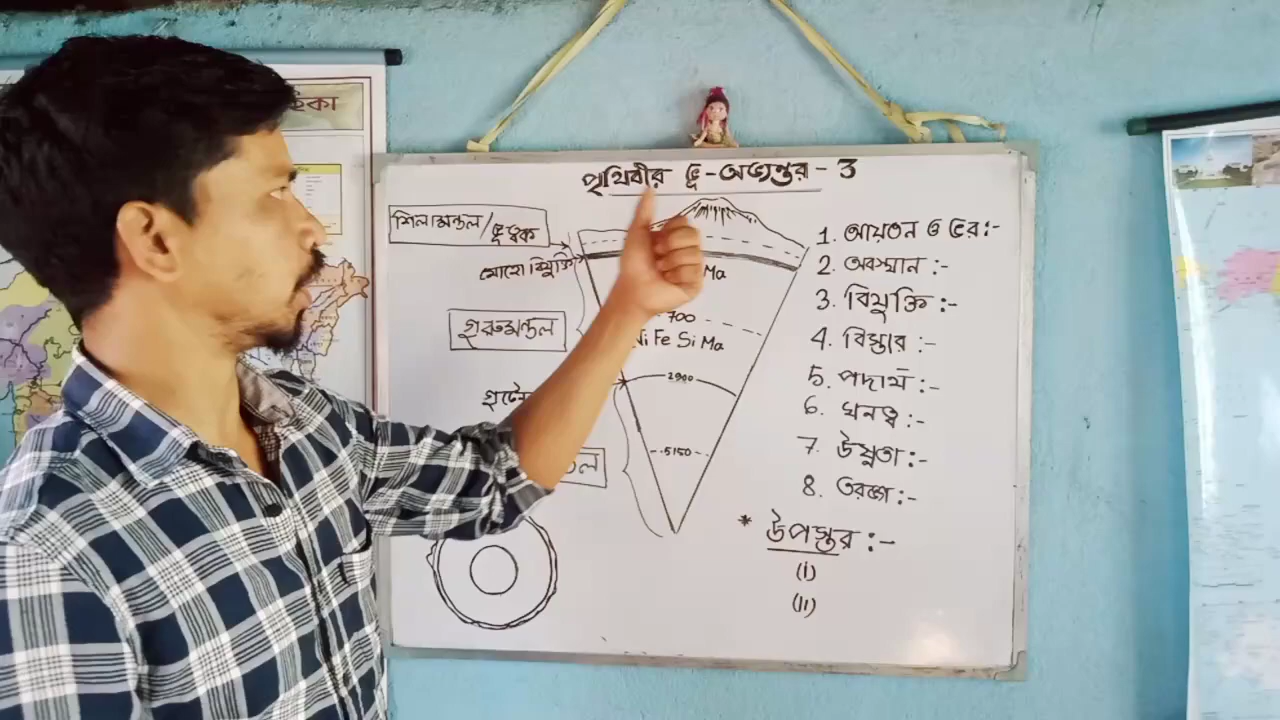 পৃথিবীর ভূ-অভ্যন্তর - 3
শিলামন্ডল/ভূত্বক
মোহো বিযুক্তি
Ma
গুরুমন্ডল
700
Ni Fe Si Ma
2900
5150
1. আয়তন ও ভর:-
2. অবস্থান :-
3. বিযুক্তি :-
4. বিস্তার :-
5. পদার্থ :-
6. ঘনত্ব :-
7. উষ্ণতা :-
8. তরঙ্গ :-
* উপস্তর :-
(i)
(ii)